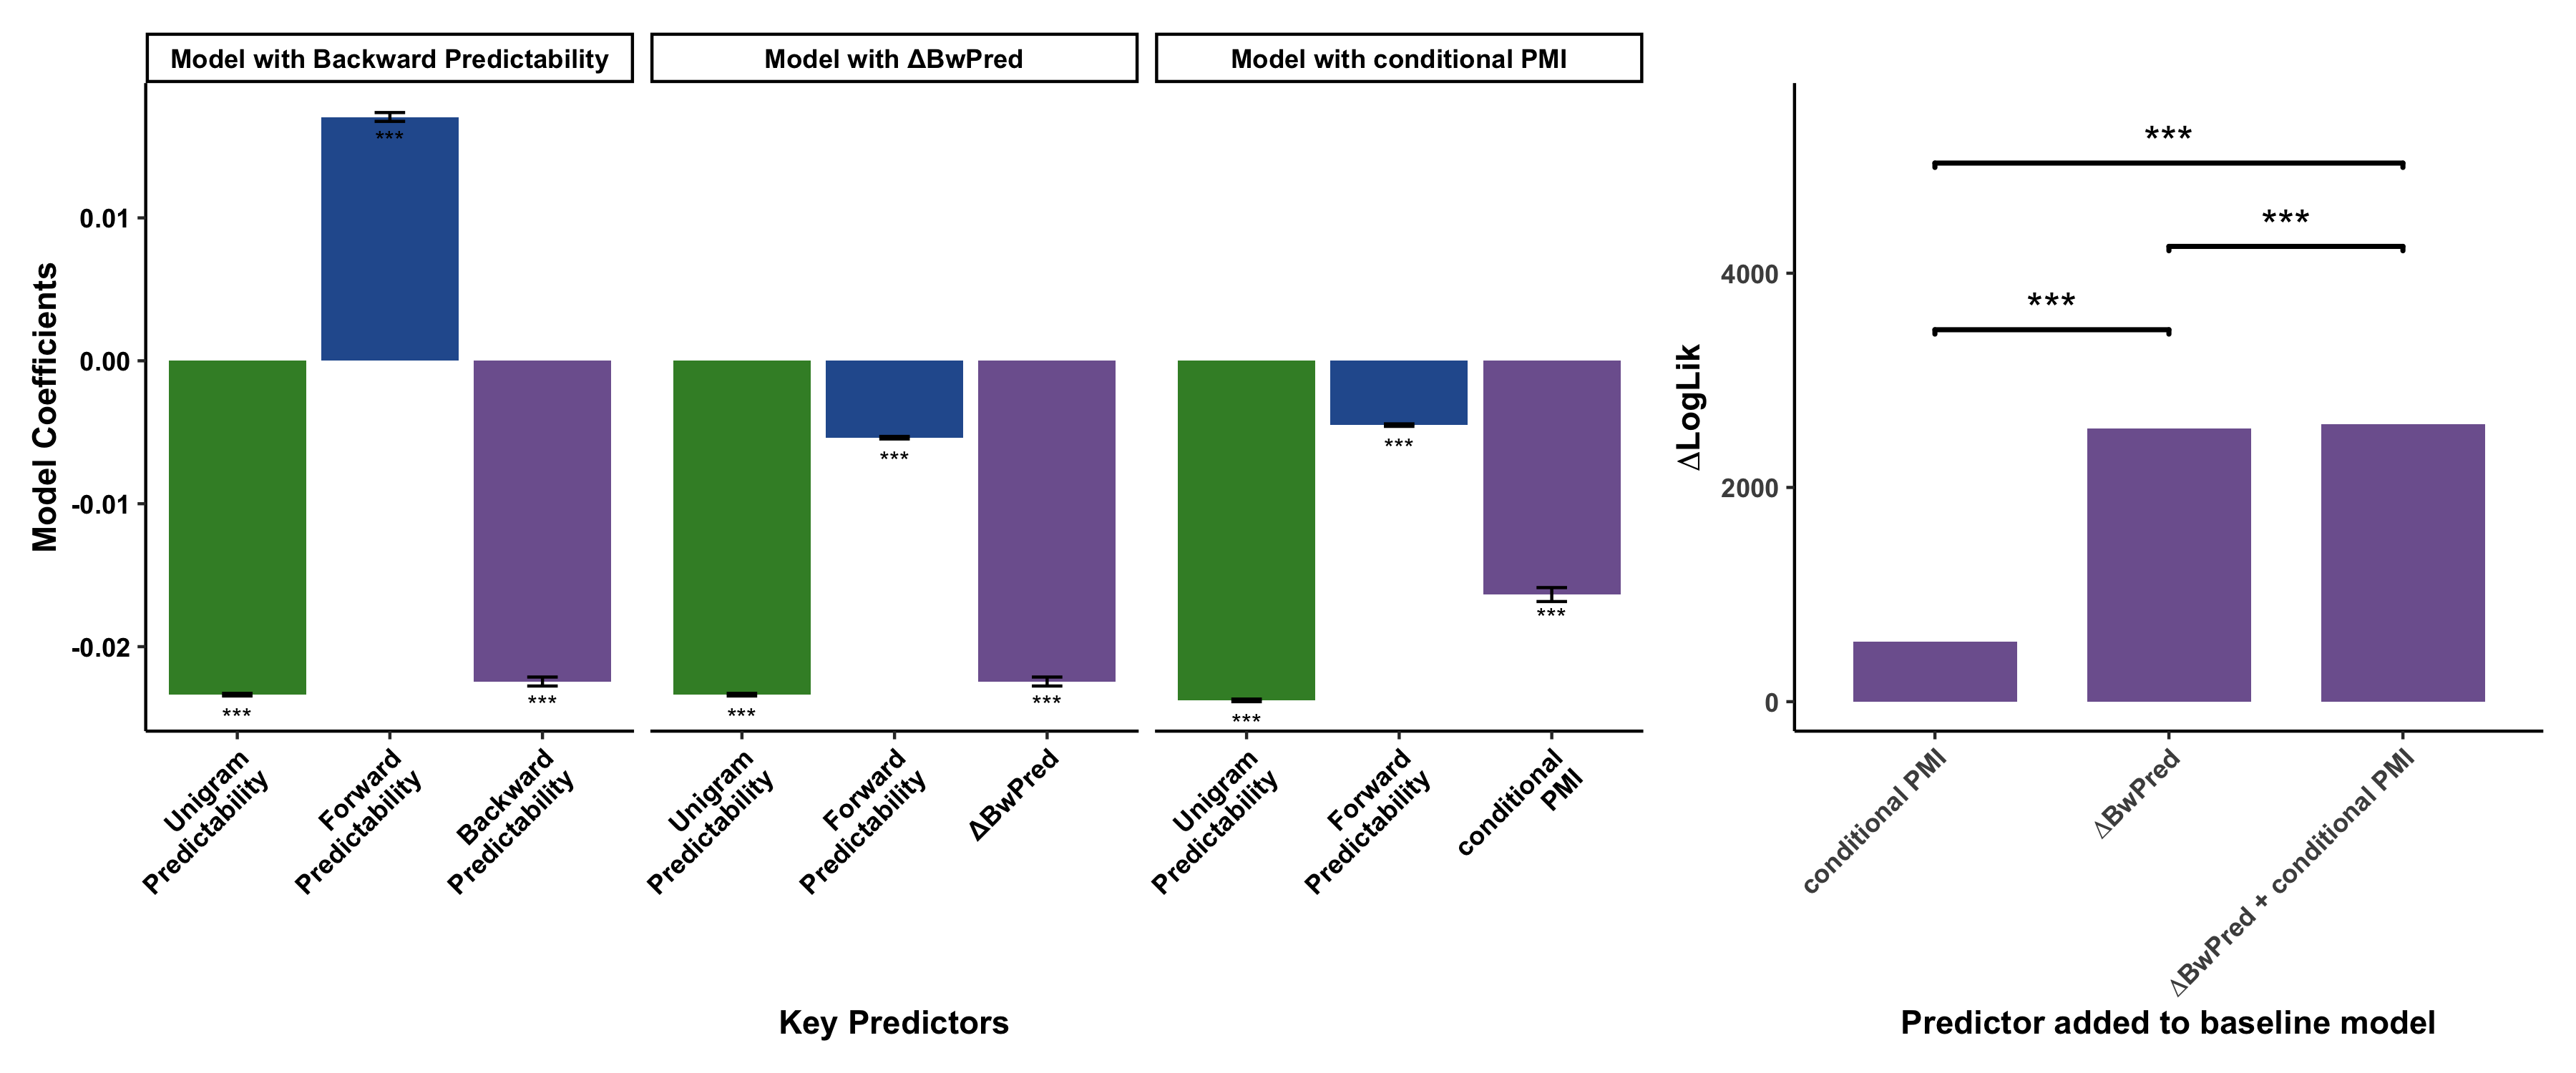 Model with Backward Predictability
Model with ΔBwPred
Model with conditional PMI
Model Coefficients
0.01
0.00
-0.01
-0.02
***
***
***
***
***
***
***
***
***
Unigram
Predictability
Forward
Predictability
Backward
Predictability
Unigram
Predictability
Forward
Predictability
ΔBwPred
Unigram
Predictability
Forward
Predictability
conditional
PMI
Key Predictors
ΔLogLik
4000
2000
0
***
***
***
conditional PMI
ΔBwPred
ΔBwPred + conditional PMI
Predictor added to baseline model